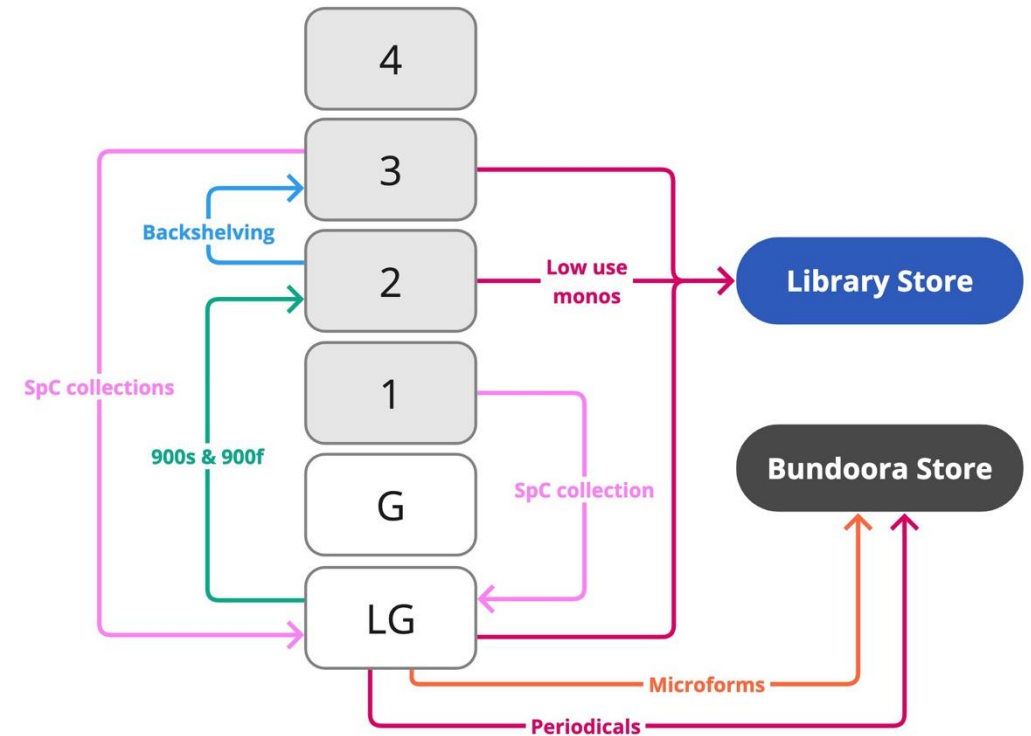 4
3
Backshelving
2
Low use
monos
Library Store
SpC collections
1
900s & 900f
G
SpC collection
Bundoora Store
LG
Microforms
Periodicals